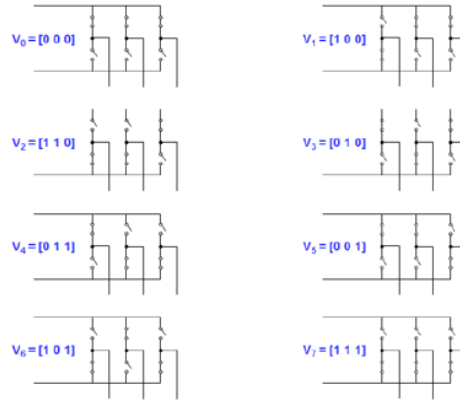 V₀ = [0 0 0]
V₁ = [1 0 0]
V₂ = [1 1 0]
V₃ = [0 1 0]
V₄ = [0 1 1]
V₅ = [0 0 1]
V₆ = [1 0 1]
V₇ = [1 1 1]